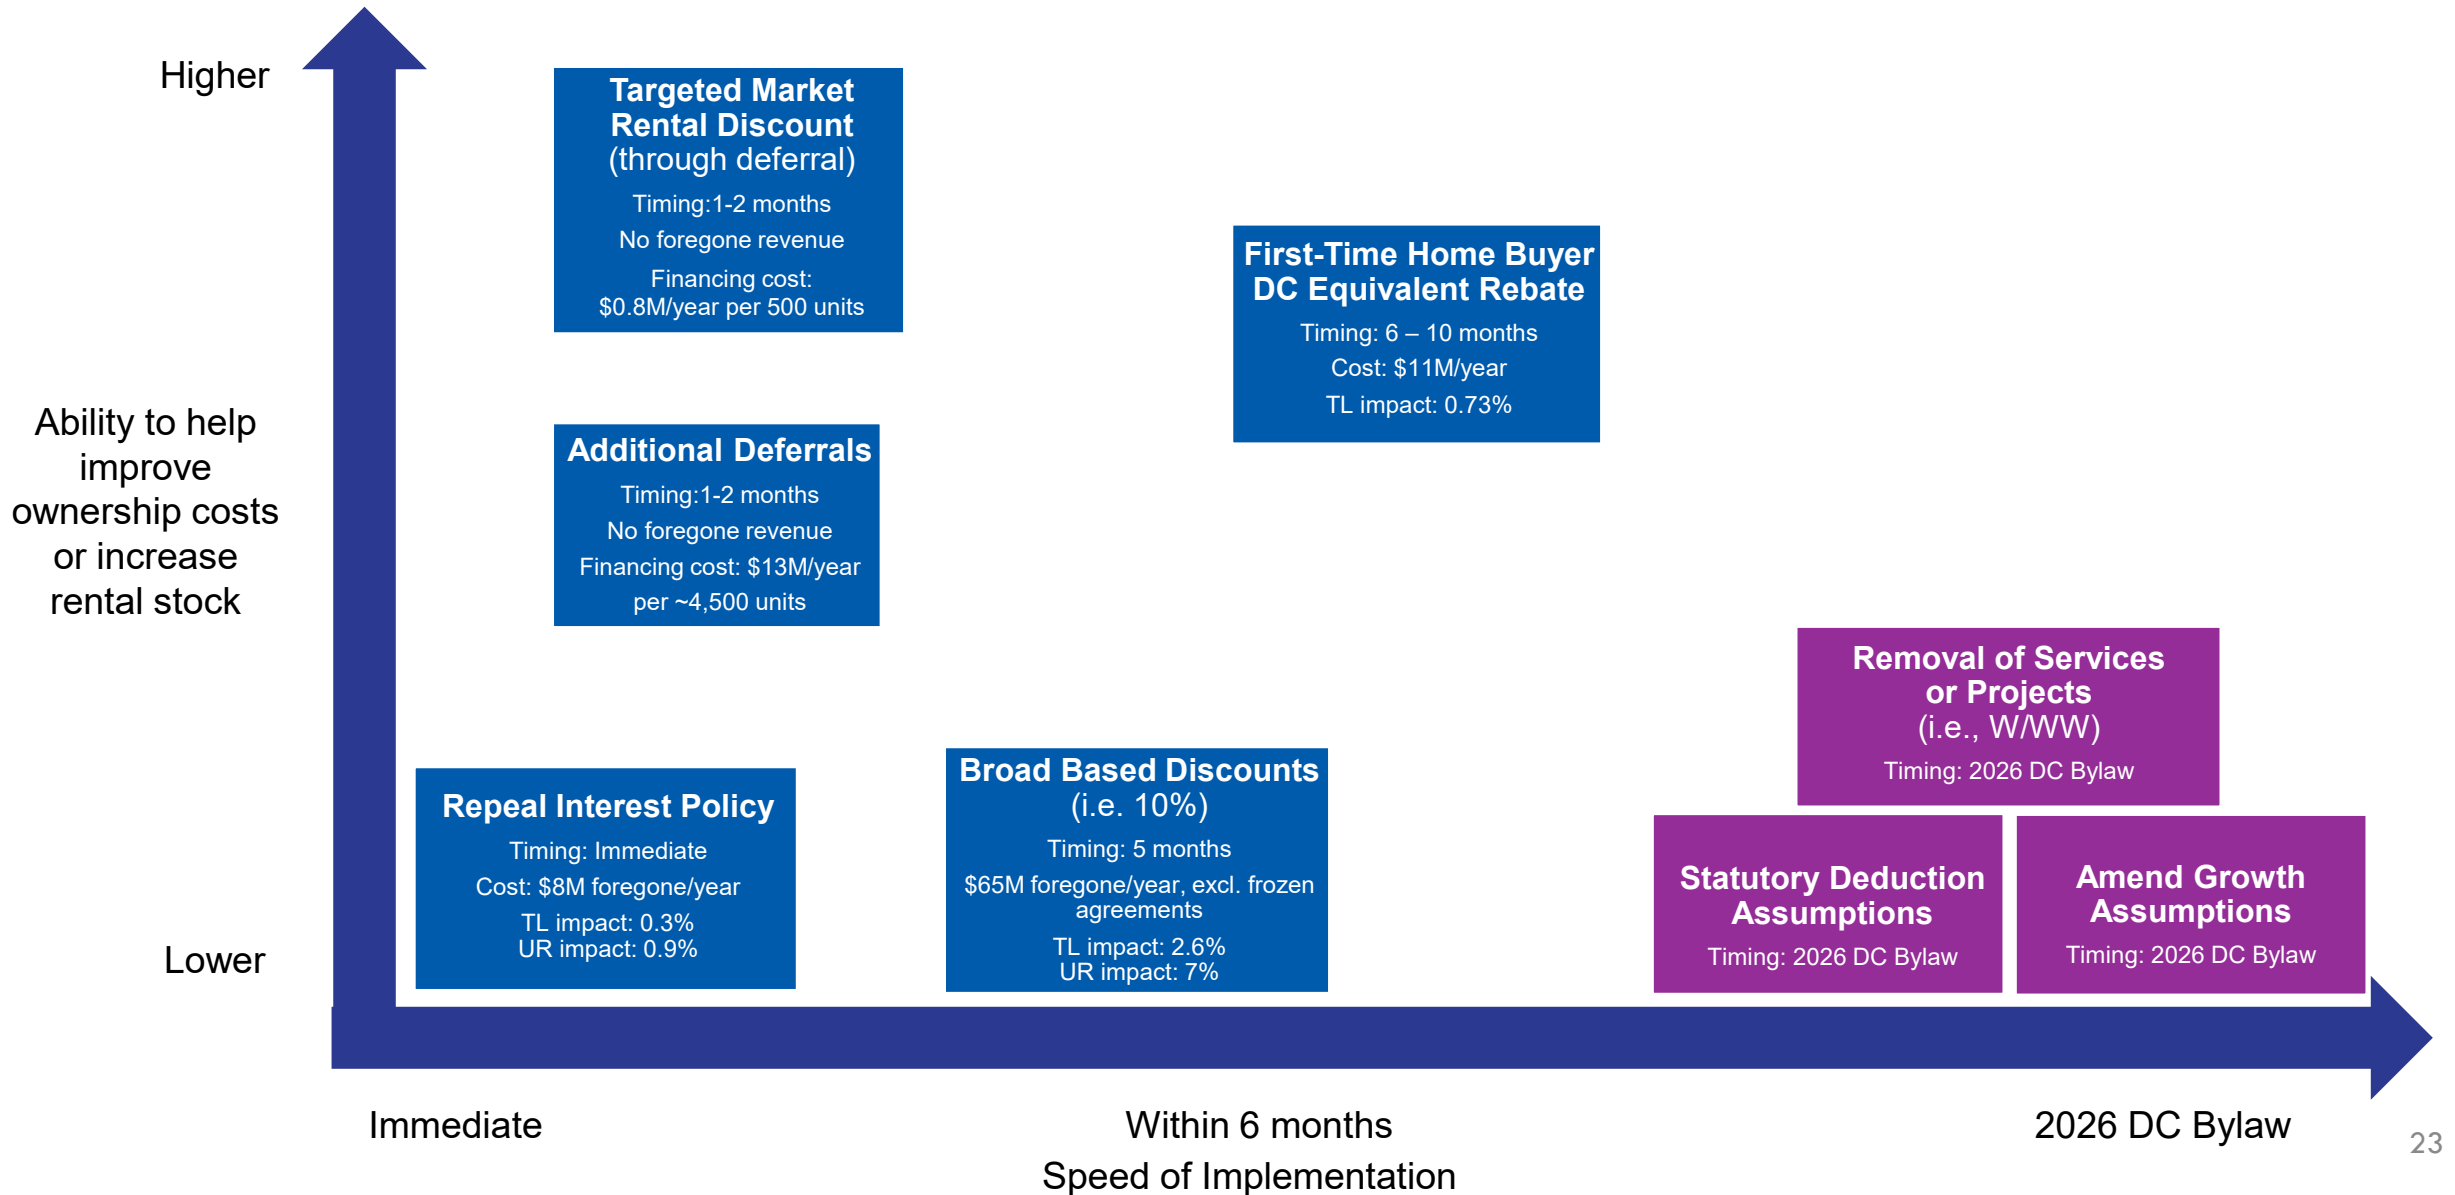 Higher
Ability to help
improve
ownership costs
or increase
rental stock
Lower
Targeted Market
Rental Discount
(through deferral)
Timing:1-2 months
No foregone revenue
Financing cost:
$0.8M/year per 500 units
First-Time Home Buyer
DC Equivalent Rebate
Timing: 6 – 10 months
Cost: $11M/year
TL impact: 0.73%
Additional Deferrals
Timing:1-2 months
No foregone revenue
Financing cost: $13M/year
per ~4,500 units
Removal of Services
or Projects
(i.e., W/WW)
Timing: 2026 DC Bylaw
Repeal Interest Policy
Timing: Immediate
Cost: $8M foregone/year
TL impact: 0.3%
UR impact: 0.9%
Broad Based Discounts
(i.e. 10%)
Timing: 5 months
$65M foregone/year, excl. frozen
agreements
TL impact: 2.6%
UR impact: 7%
Statutory Deduction
Assumptions
Timing: 2026 DC Bylaw
Amend Growth
Assumptions
Timing: 2026 DC Bylaw
Immediate
Within 6 months
2026 DC Bylaw
Speed of Implementation
23